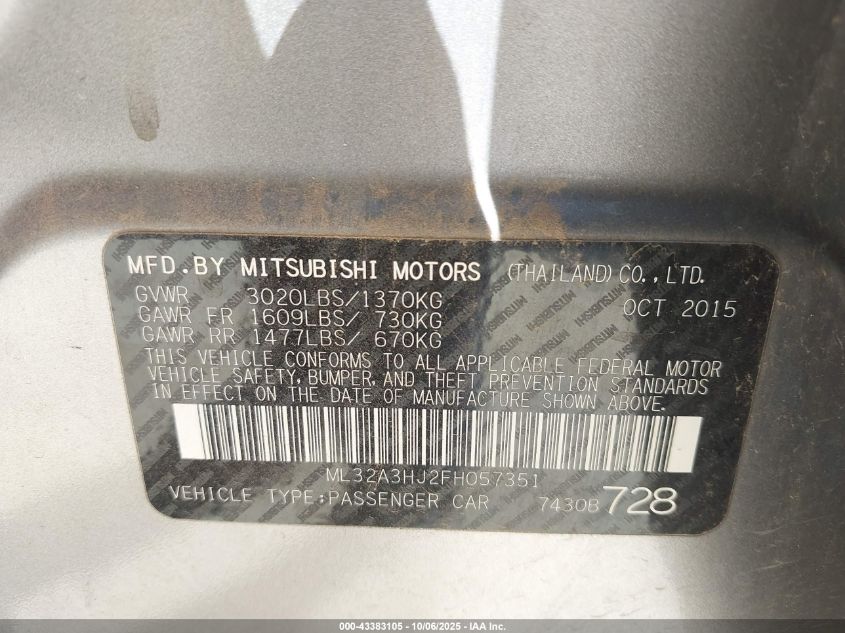 MFD.BY MITSUBISHI MOTORS (THAILAND)CO.,LTD.
GVWR 3020LBS/1370KG OCT 2015
GAWR FR 1609LBS/ 730KG
GAWR RR 1477LBS/ 670KG
THIS VEHICLE CONFORMS TO ALL APPLICABLE FEDERAL MOTOR
VEHICLE SAFETY,BUMPER,AND THEFT PREVENTION STANDARDS
IN EFFECT ON THE DATE OF MANUFACTURE SHOWN ABOVE.
ML32A3HJ2FH057351
VEHICLE TYPE:PASSENGER CAR 7430B 728
000-43383105 - 10/06/2025 - IAA Inc.